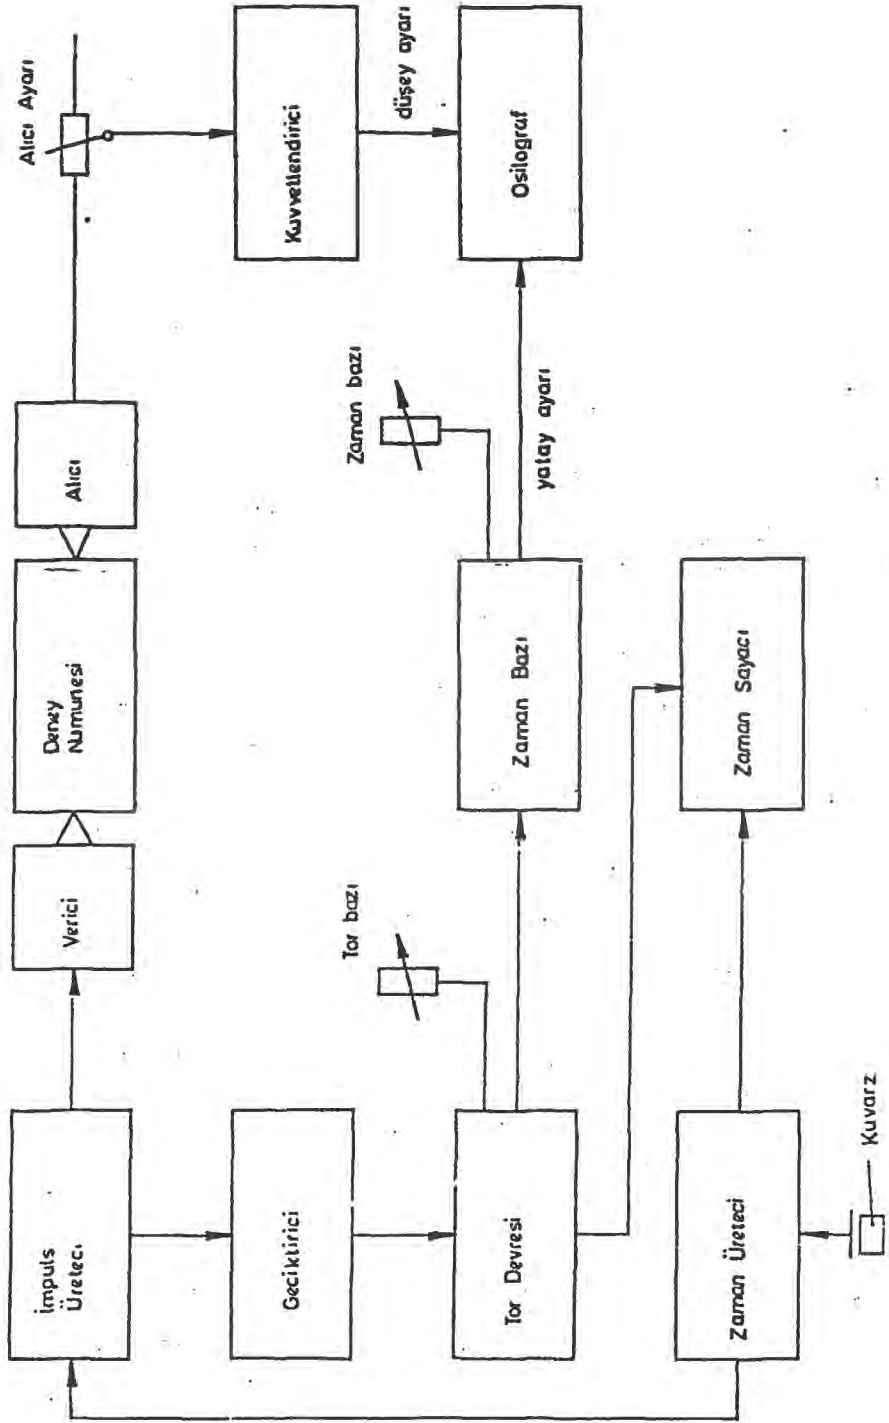 İmpuls
Üreteci
Verici
Deney
Numunesi
Alıcı
Alıcı Ayarı
Geciktirici
Kuvvetlendirici
düşey ayarı
Tor Devresi
Tor bazı
Zaman Bazı
Zaman bazı
yatay ayarı
Osilograf
Zaman Üreteci
Zaman Sayacı
Kuvarz